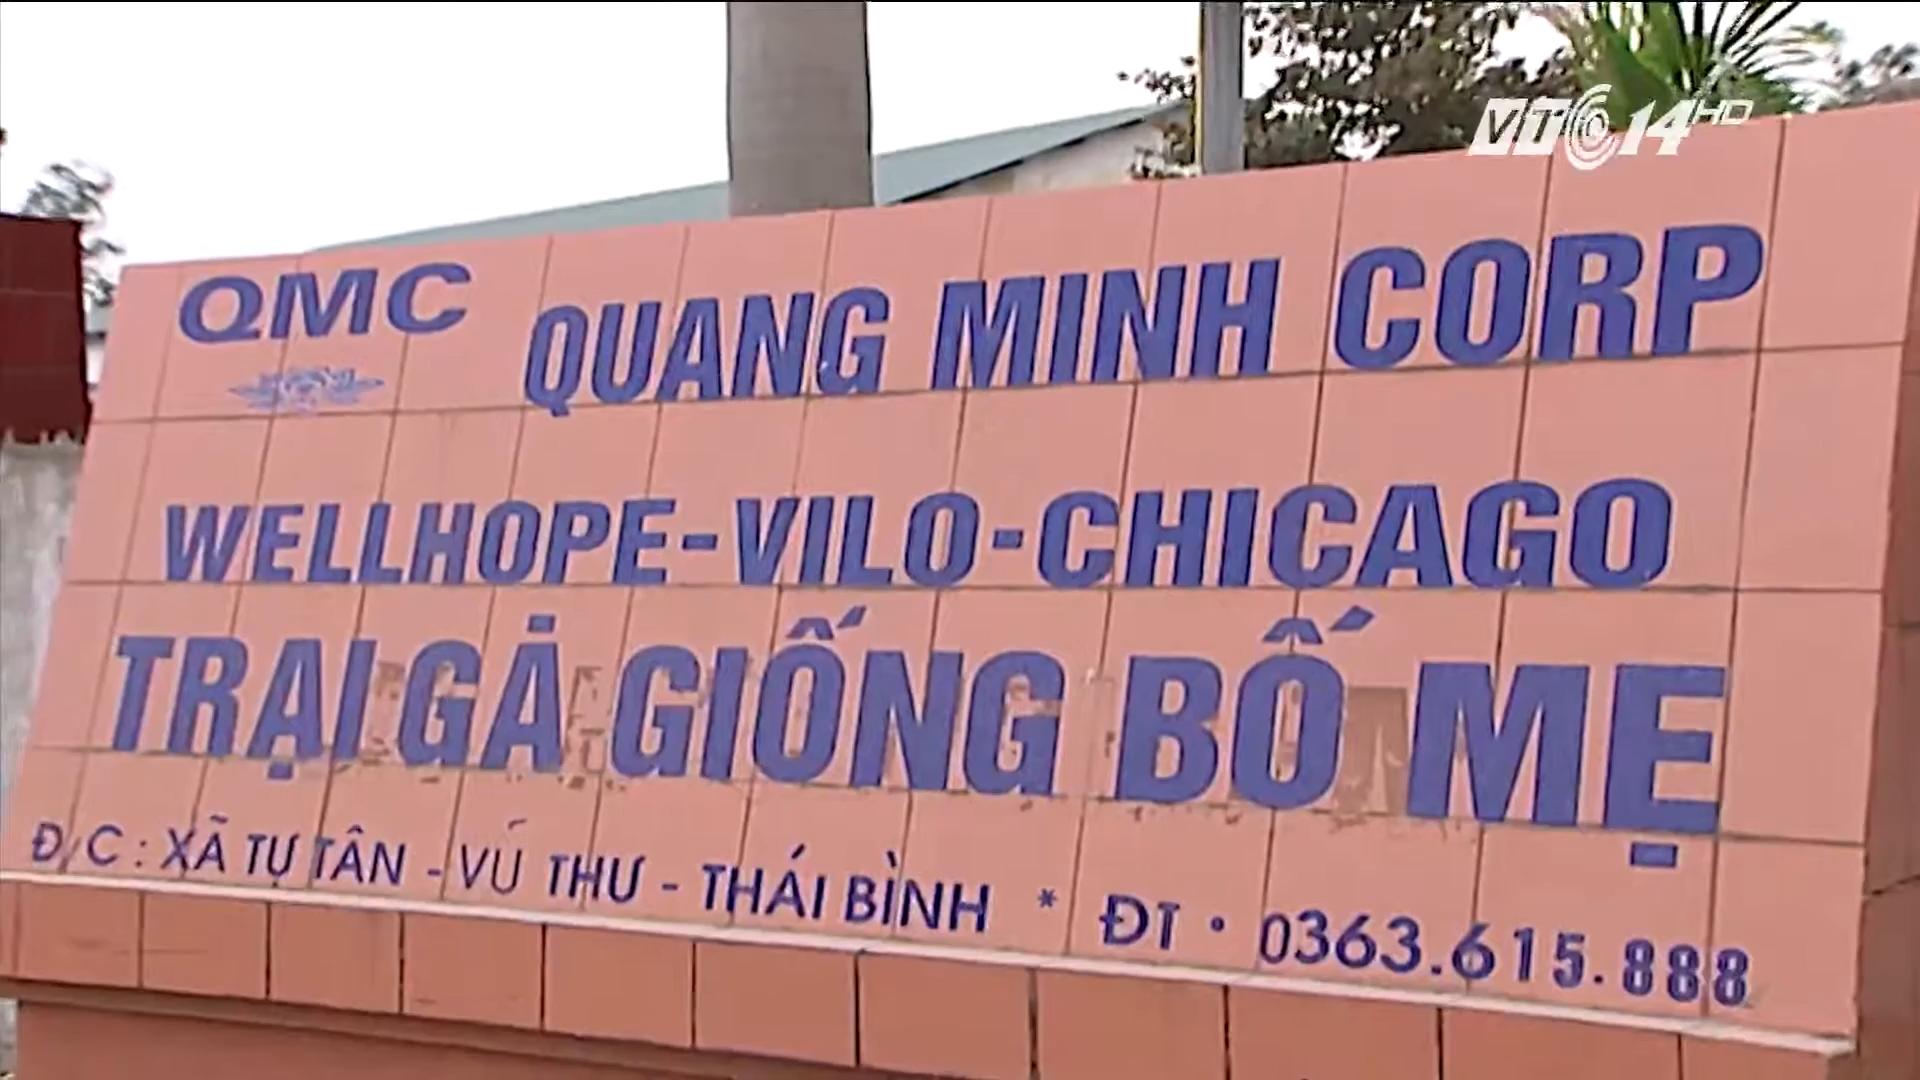 VTC14 HD
QMC
QUANG MINH CORP
WELLHOPE-VILO-CHICAGO
TRẠI GÀ GIỐNG BỐ MẸ
Đ/C : XÃ TỰ TÂN - VŨ THƯ - THÁI BÌNH * ĐT • 0363.615.888